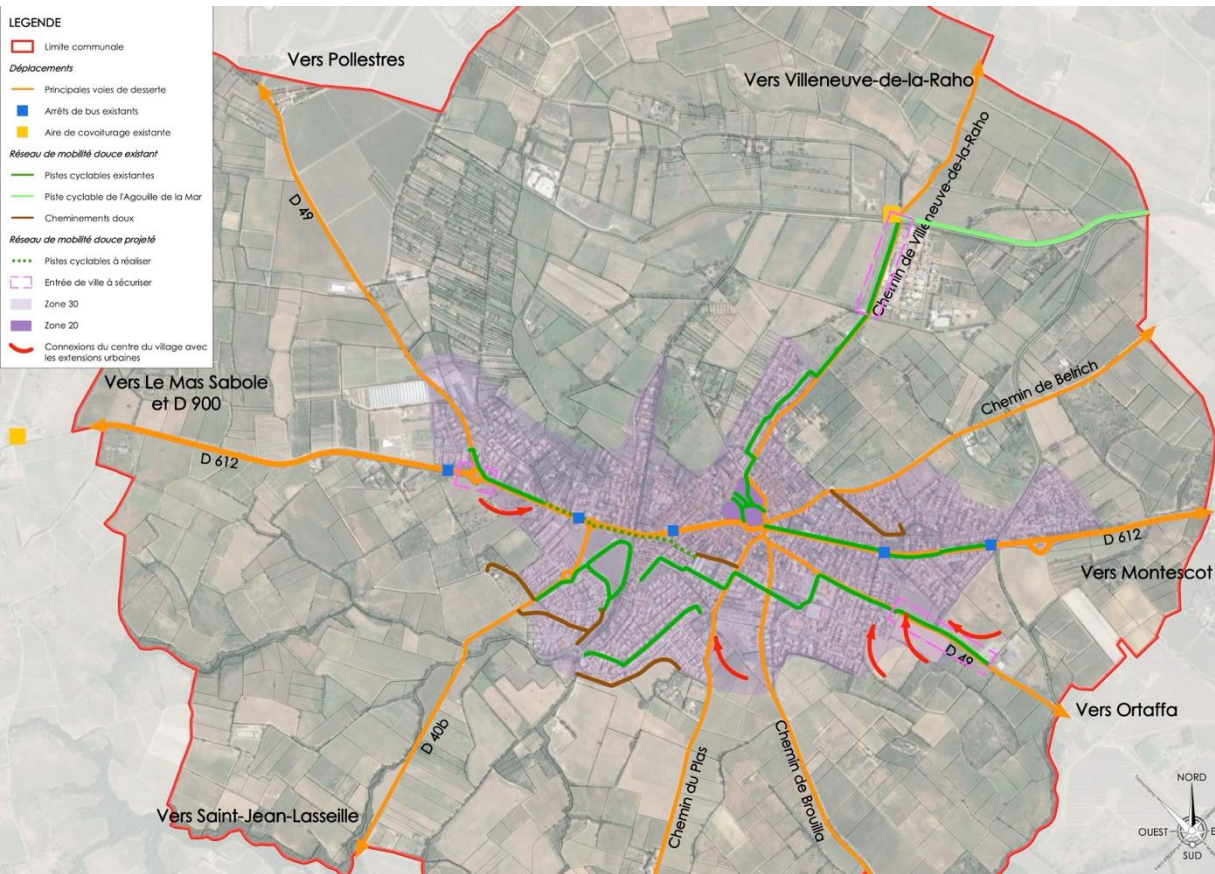 LEGENDE
Limite communale
Déplacements
Principales voies de desserte
Arrêts de bus existants
Aire de covoiturage existante
Réseau de mobilité douce existant
Pistes cyclables existantes
Piste cyclable de l'Agouille de la Mar
Cheminements doux
Réseau de mobilité douce projeté
Pistes cyclables à réaliser
Entrée de ville à sécuriser
Zone 30
Zone 20
Connexions du centre du village avec
les extensions urbaines
Vers Pollestres
Vers Villeneuve-de-la-Raho
Chemin de Villeneuve-de-la-Raho
D 49
Vers Le Mas Sabole
et D 900
Chemin de Belrich
D 612
D 612
Vers Montescot
D 49
Vers Ortaffa
D 40b
Chemin du Plas
Chemin de Brouilla
Vers Saint-Jean-Lasseille
NORD
OUEST
E
SUD